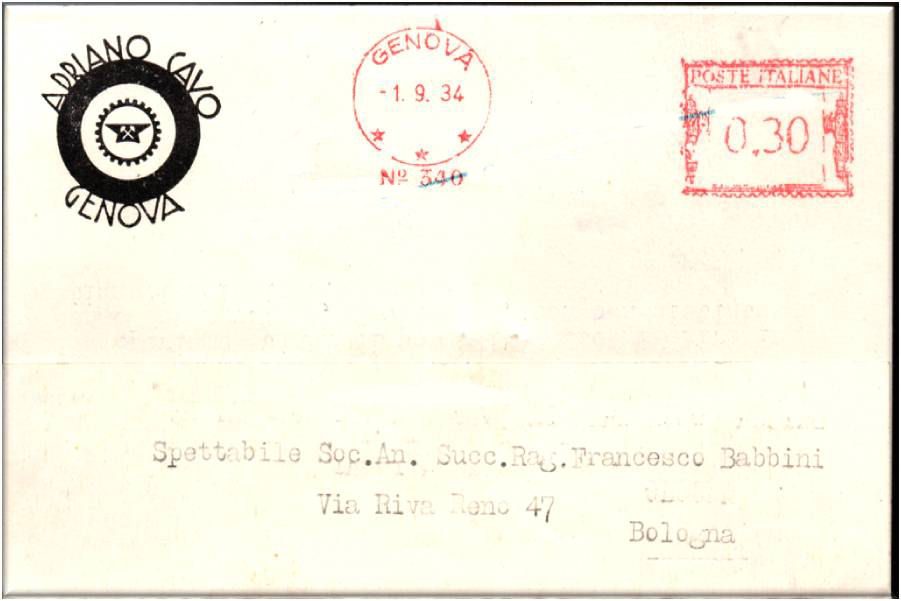 ADRIANO CAVO
GENOVA
GENOVA
-1. 9. 34
Nº 340
POSTE ITALIANE
0,30
Spettabile Soc.An. Succ.Rag.Francesco Babbini
Via Riva Reno 47
Bologna